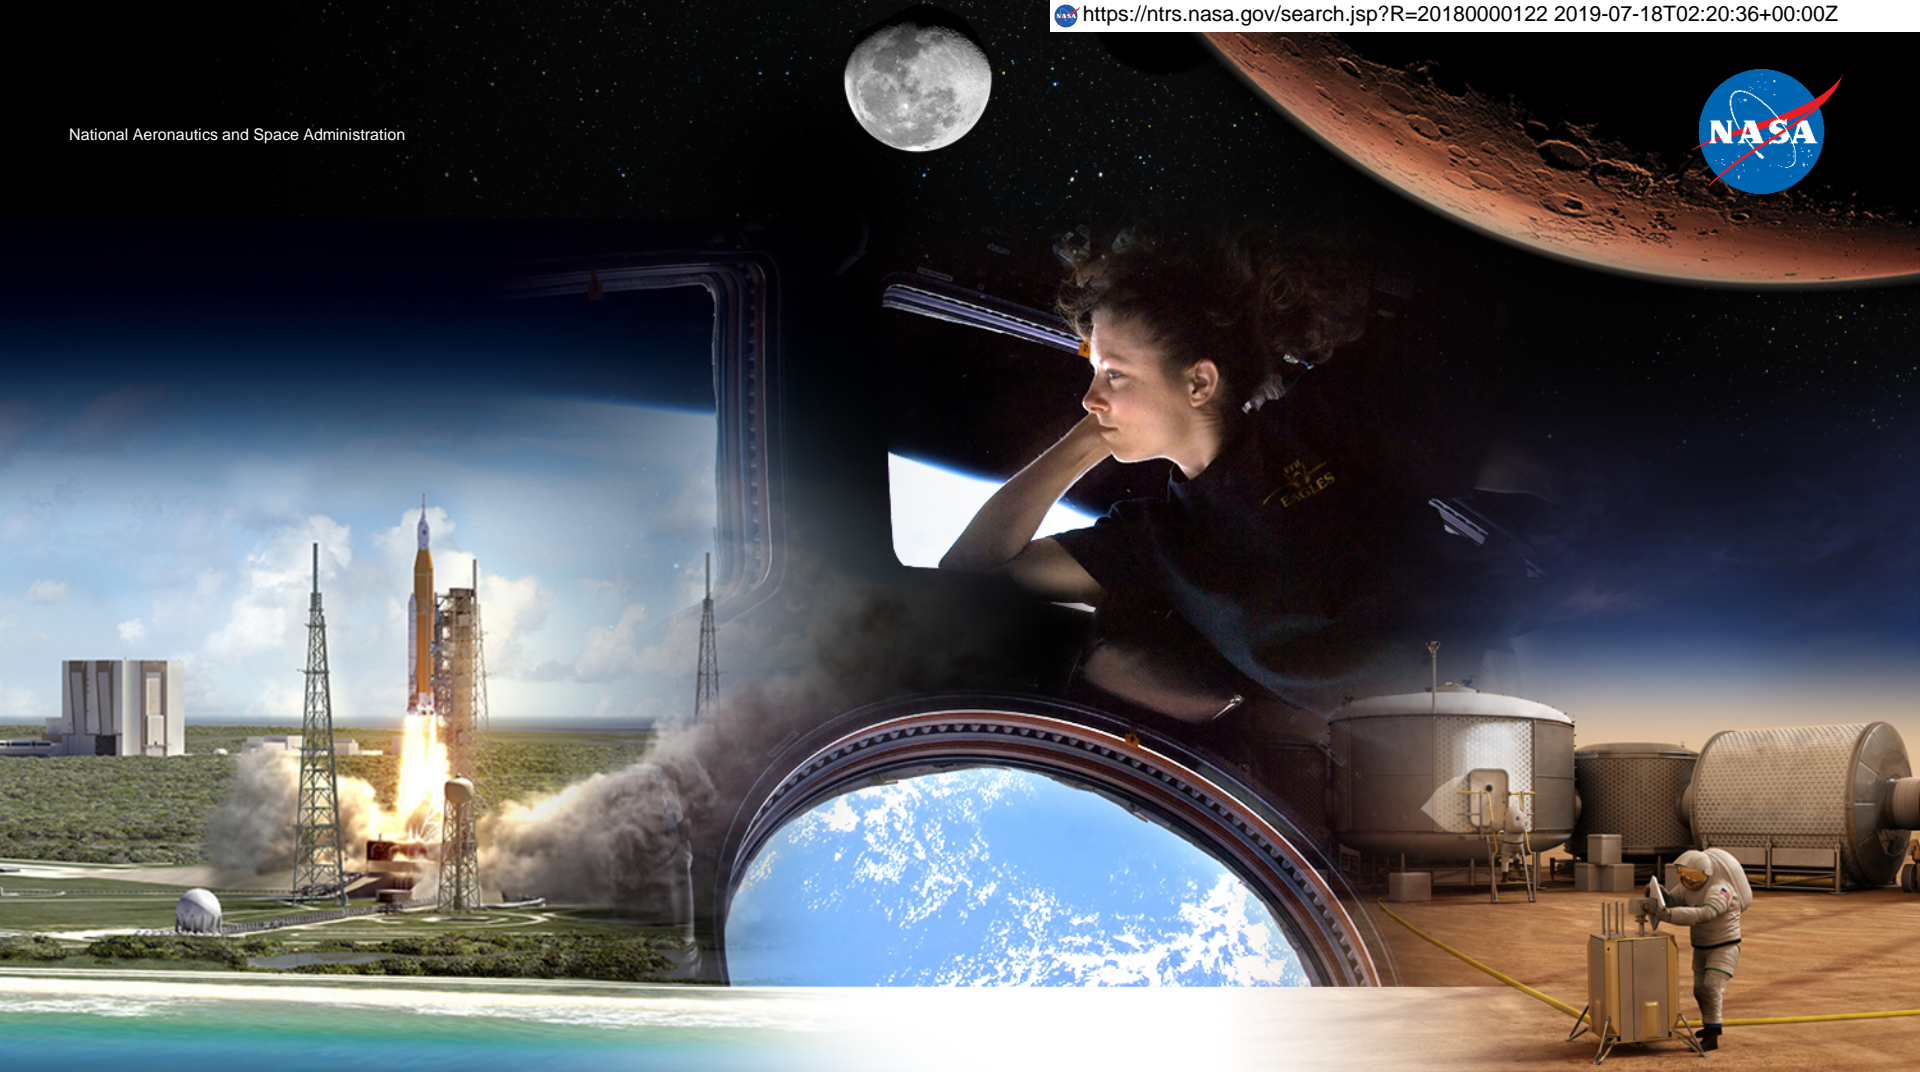 https://ntrs.nasa.gov/search.jsp?R=20180000122 2019-07-18T02:20:36+00:00Z
National Aeronautics and Space Administration
NASA
EAGLES